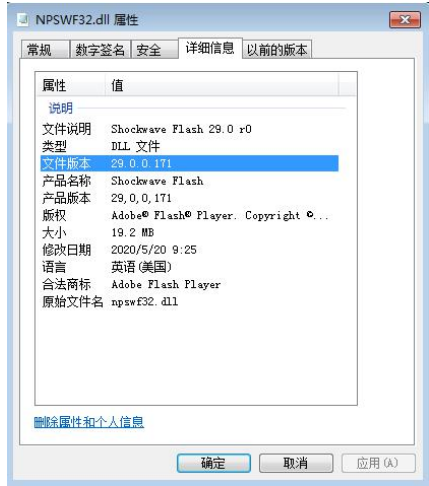 NPSWF32.dll 属性
常规 数字签名 安全 详细信息 以前的版本
属性 值
说明
文件说明 Shockwave Flash 29.0 r0
类型 DLL 文件
文件版本 29.0.0.171
产品名称 Shockwave Flash
产品版本 29,0,0,171
版权 Adobe® Flash® Player. Copyright ©...
大小 19.2 MB
修改日期 2020/5/20 9:25
语言 英语(美国)
合法商标 Adobe Flash Player
原始文件名 npswf32.dll
删除属性和个人信息
确定 取消 应用(A)